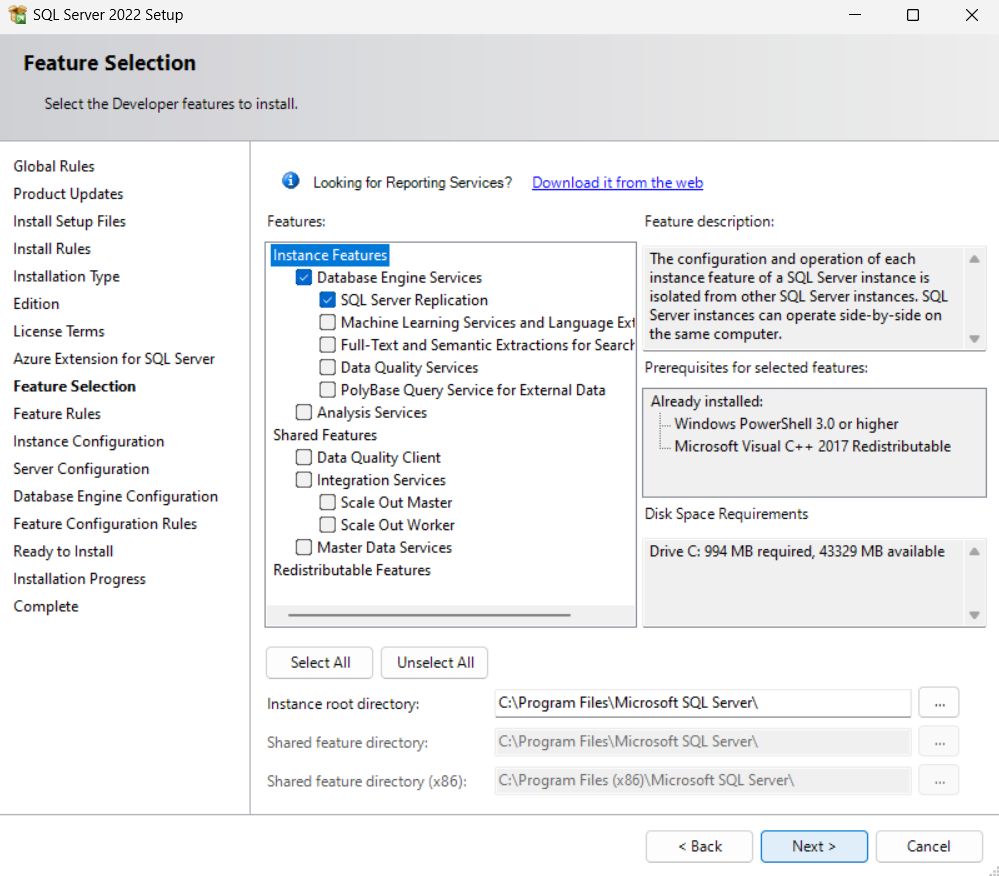 SQL Server 2022 Setup
Feature Selection
Select the Developer features to install.
Global Rules
Product Updates
Install Setup Files
Install Rules
Installation Type
Edition
License Terms
Azure Extension for SQL Server
Feature Selection
Feature Rules
Instance Configuration
Server Configuration
Database Engine Configuration
Feature Configuration Rules
Ready to Install
Installation Progress
Complete
Looking for Reporting Services? Download it from the web
Features:
Instance Features
Database Engine Services
SQL Server Replication
Machine Learning Services and Language Ext
Full-Text and Semantic Extractions for Search
Data Quality Services
PolyBase Query Service for External Data
Analysis Services
Shared Features
Data Quality Client
Integration Services
Scale Out Master
Scale Out Worker
Master Data Services
Redistributable Features
Feature description:
The configuration and operation of each
instance feature of a SQL Server instance is
isolated from other SQL Server instances. SQL
Server instances can operate side-by-side on
the same computer.
Prerequisites for selected features:
Already installed:
Windows PowerShell 3.0 or higher
Microsoft Visual C++ 2017 Redistributable
Disk Space Requirements
Drive C: 994 MB required, 43329 MB available
Select All Unselect All
Instance root directory: C:\Program Files\Microsoft SQL Server\ ...
Shared feature directory: C:\Program Files\Microsoft SQL Server\ ...
Shared feature directory (x86): C:\Program Files (x86)\Microsoft SQL Server\ ...
< Back Next > Cancel